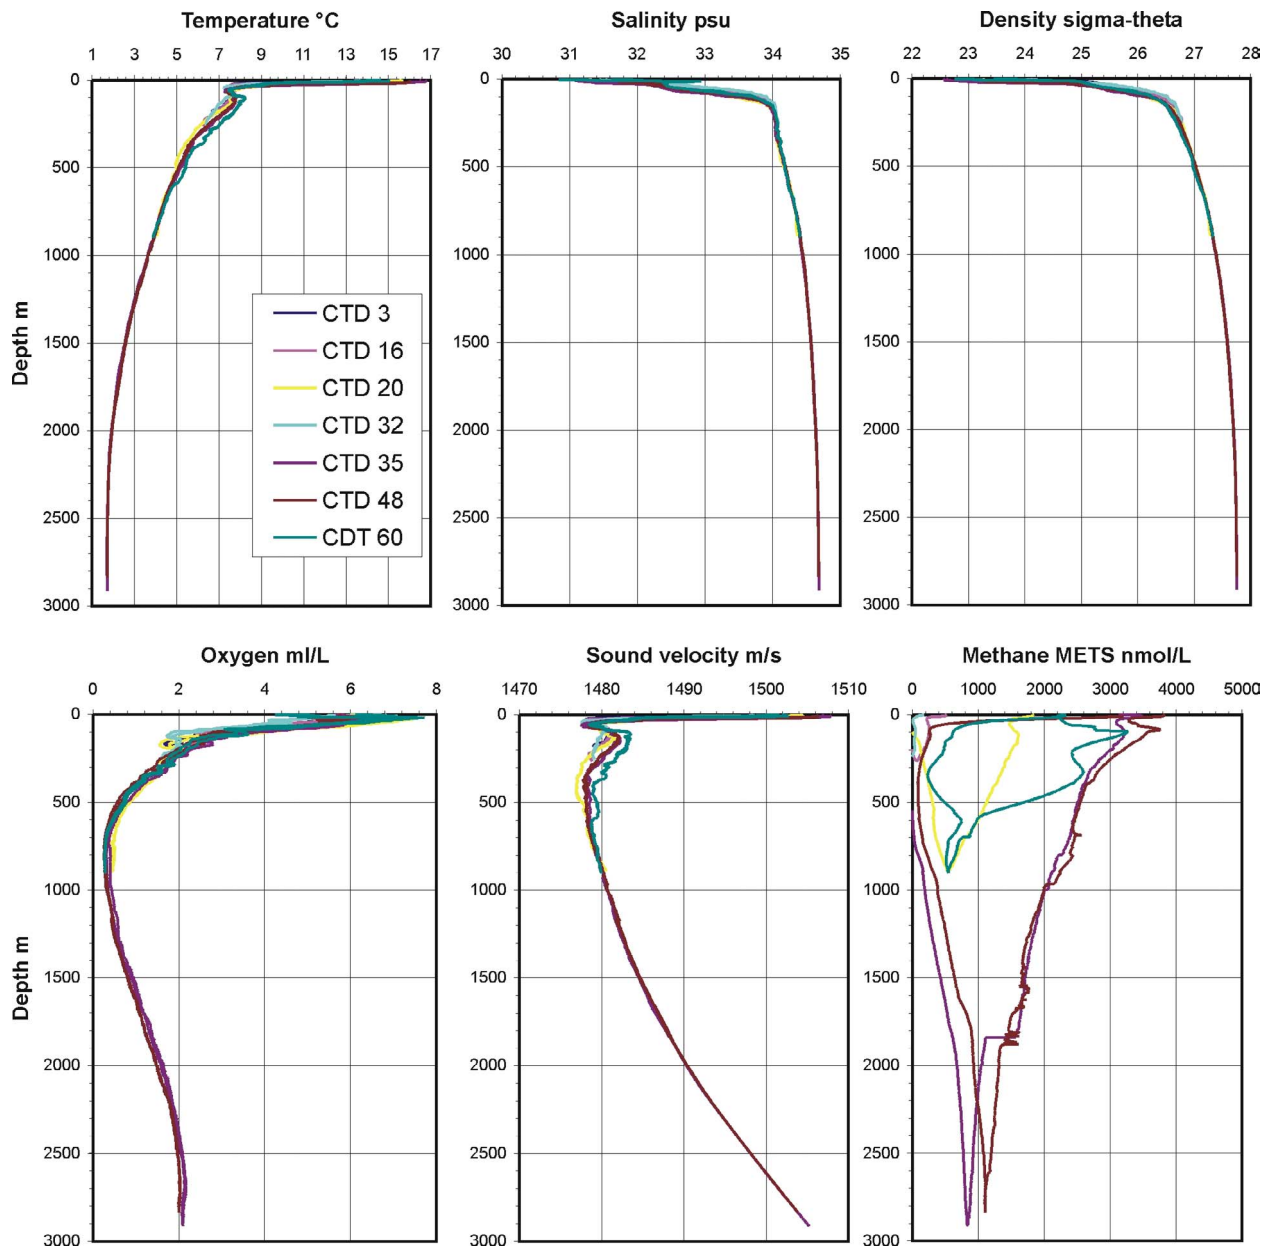 Temperature °C Salinity psu Density sigma-theta
1 3 5 7 9 11 13 15 17 30 31 32 33 34 35 22 23 24 25 26 27 28
0 0 0
500 500 500
1000 1000 1000
1500 1500 1500
2000 2000 2000
2500 2500 2500
3000 3000 3000
Depth m
CTD 3
CTD 16
CTD 20
CTD 32
CTD 35
CTD 48
CDT 60
Oxygen ml/L Sound velocity m/s Methane METS nmol/L
0 2 4 6 8 1470 1480 1490 1500 1510 0 1000 2000 3000 4000 5000
0 0 0
500 500 500
1000 1000 1000
1500 1500 1500
2000 2000 2000
2500 2500 2500
3000 3000 3000
Depth m